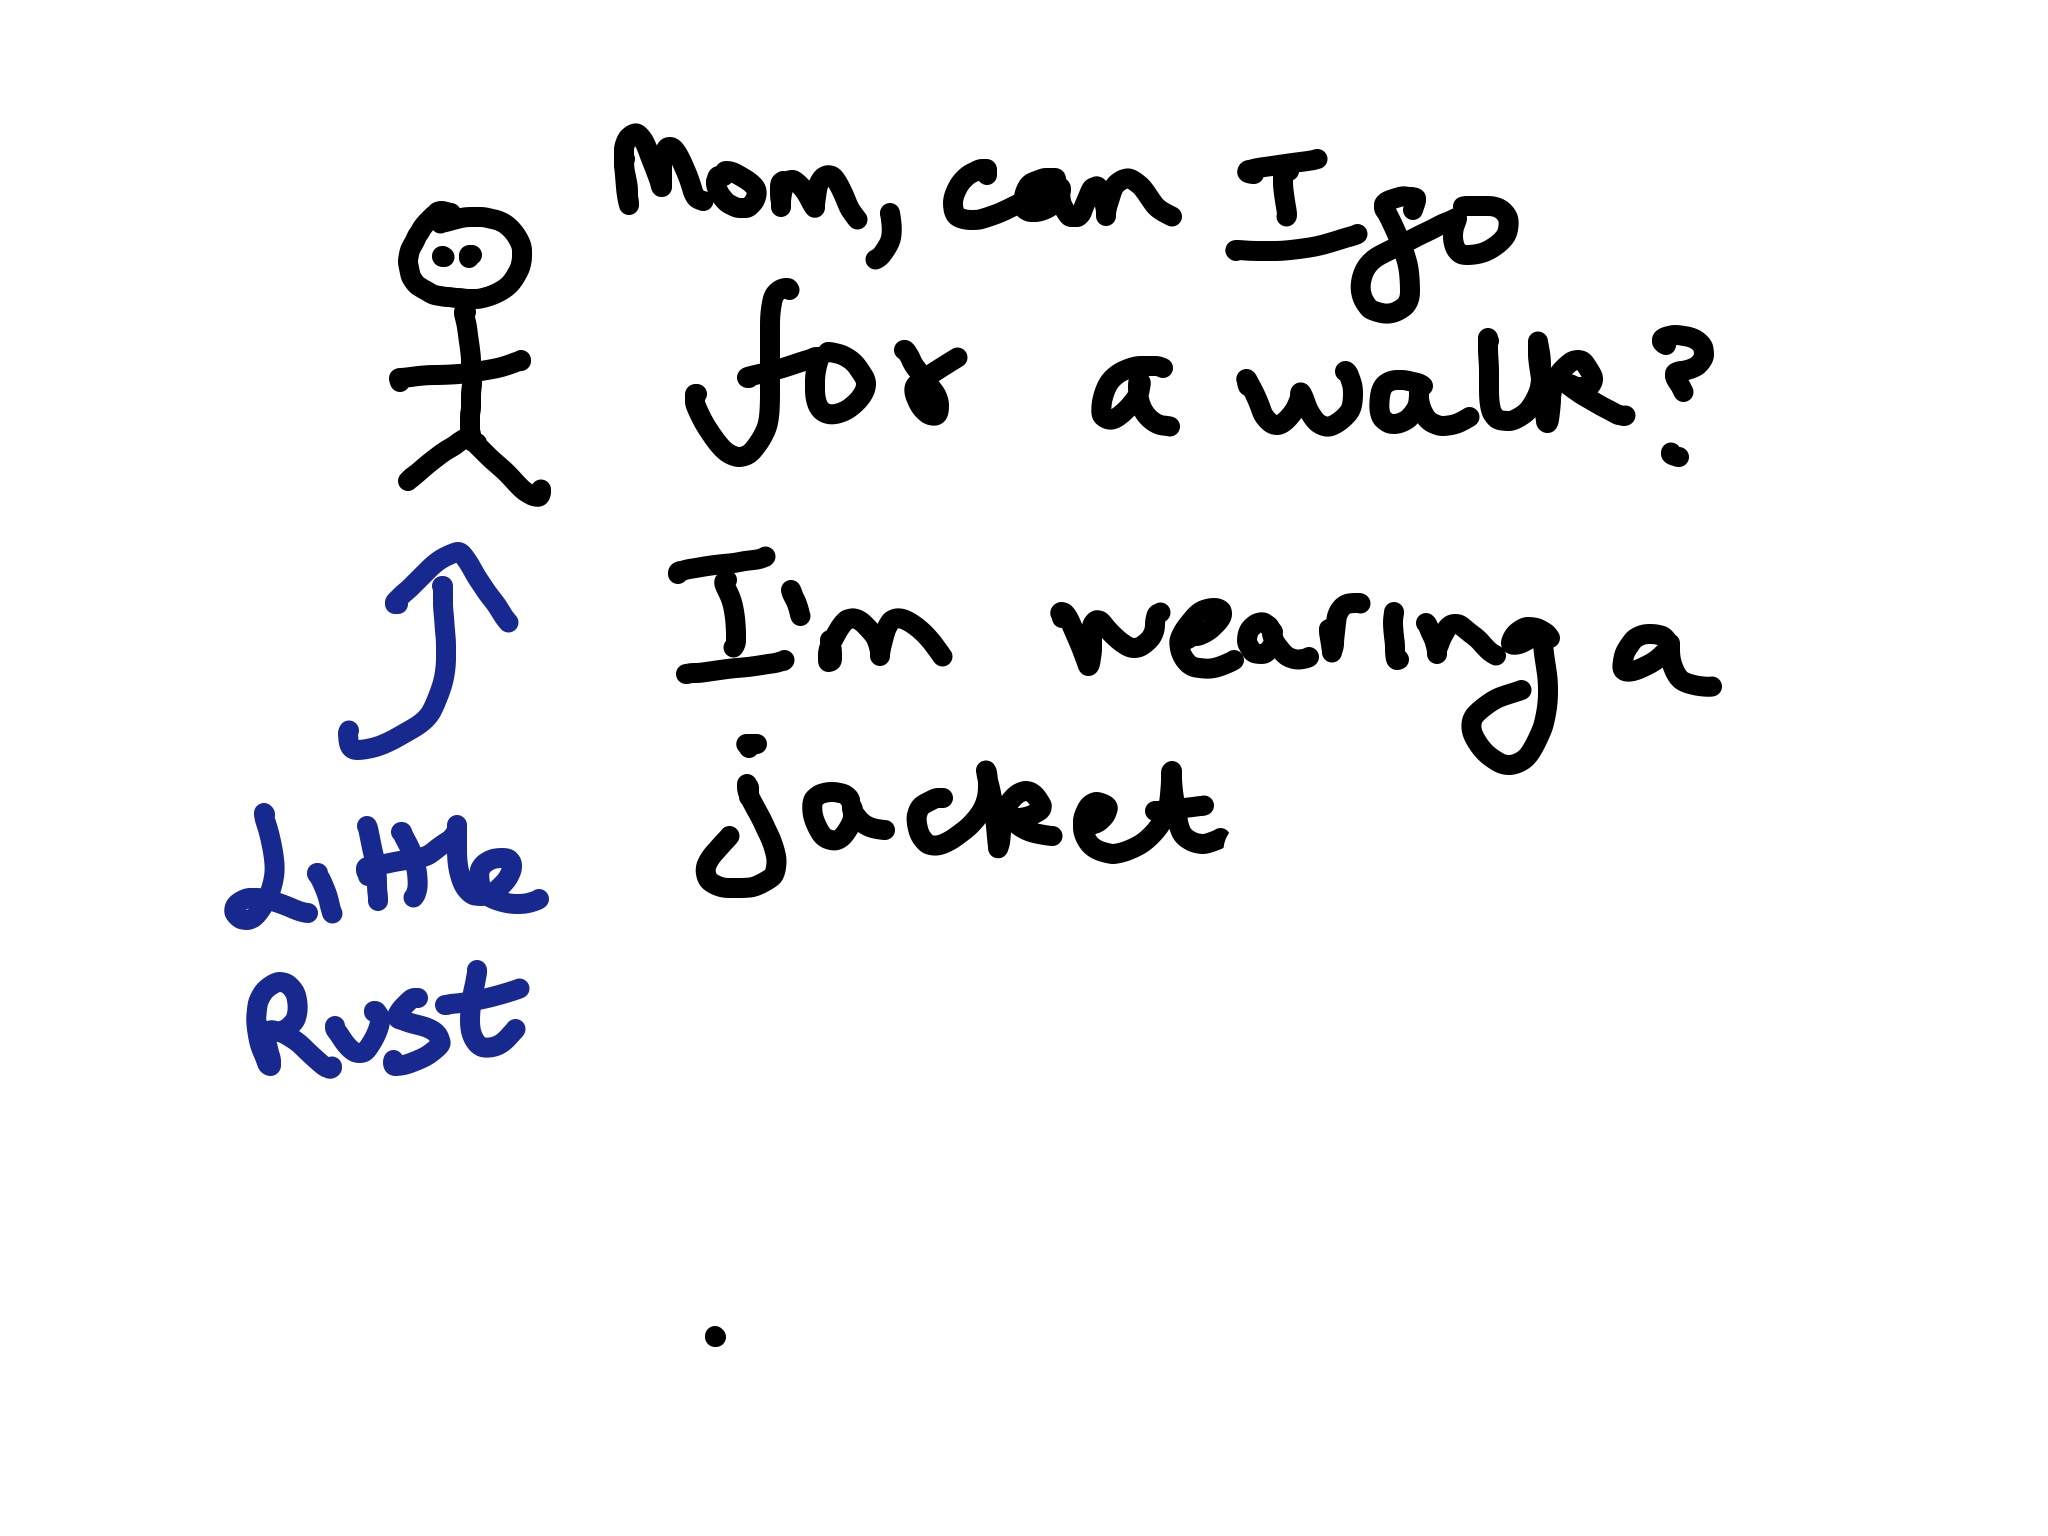 Mom, can I go
for a walk?
I'm wearing a
jacket
Little
Rust